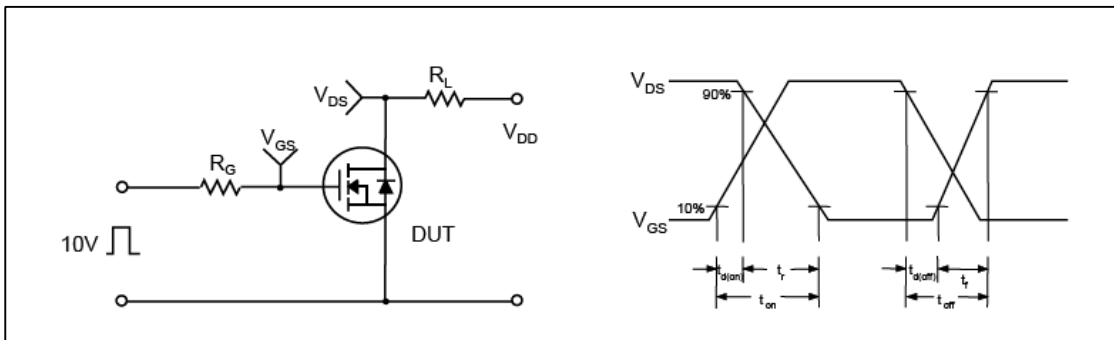 R_L
V_DS
V_DD
V_GS
R_G
10V
DUT
V_DS
90%
10%
V_GS
t_d(on)
t_r
t_on
t_d(off)
t_f
t_off